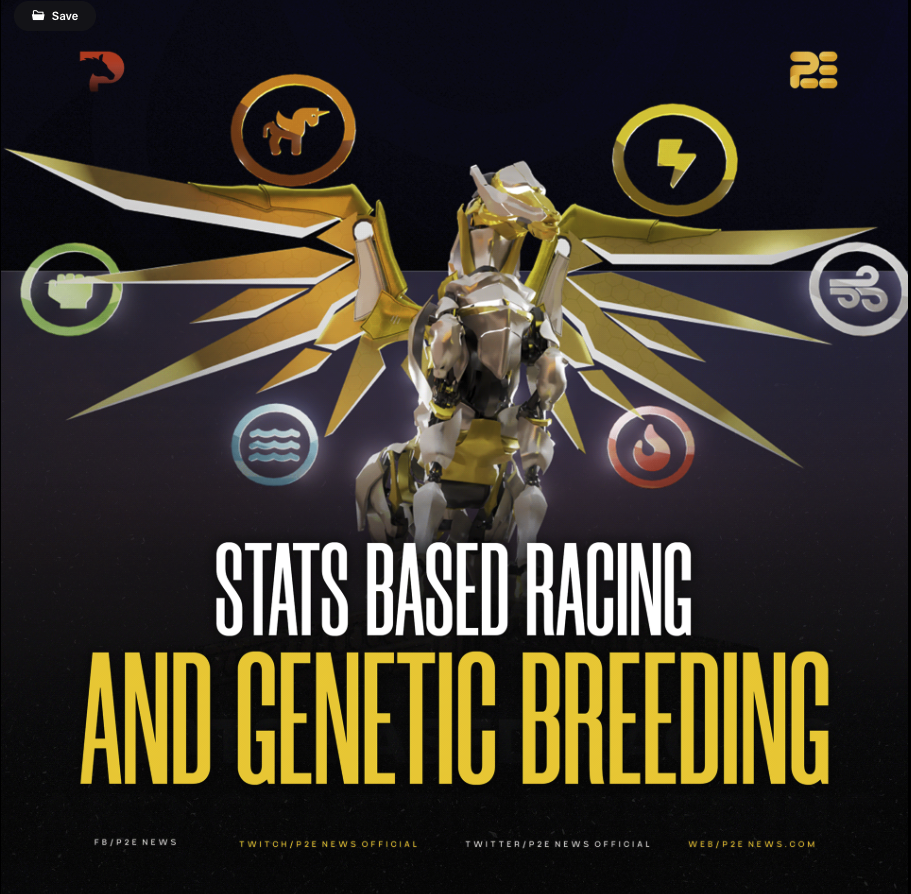 Save
P2E
STATS BASED RACING
AND GENETIC BREEDING
FB/P2E NEWS
TWITCH/P2E NEWS OFFICIAL
TWITTER/P2E NEWS OFFICIAL
WEB/P2E NEWS.COM